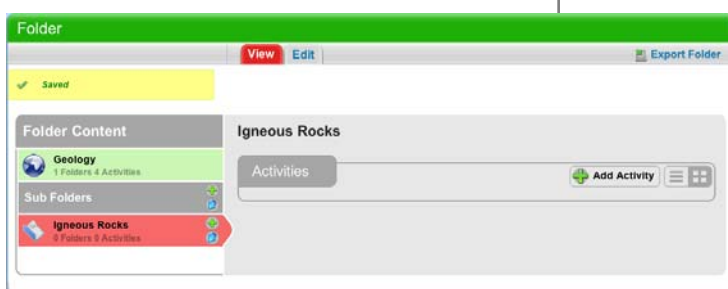 Folder
View Edit Export Folder
Saved
Folder Content
Geology
1 Folders 4 Activities
Sub Folders
Igneous Rocks
0 Folders 0 Activities
Igneous Rocks
Activities
Add Activity